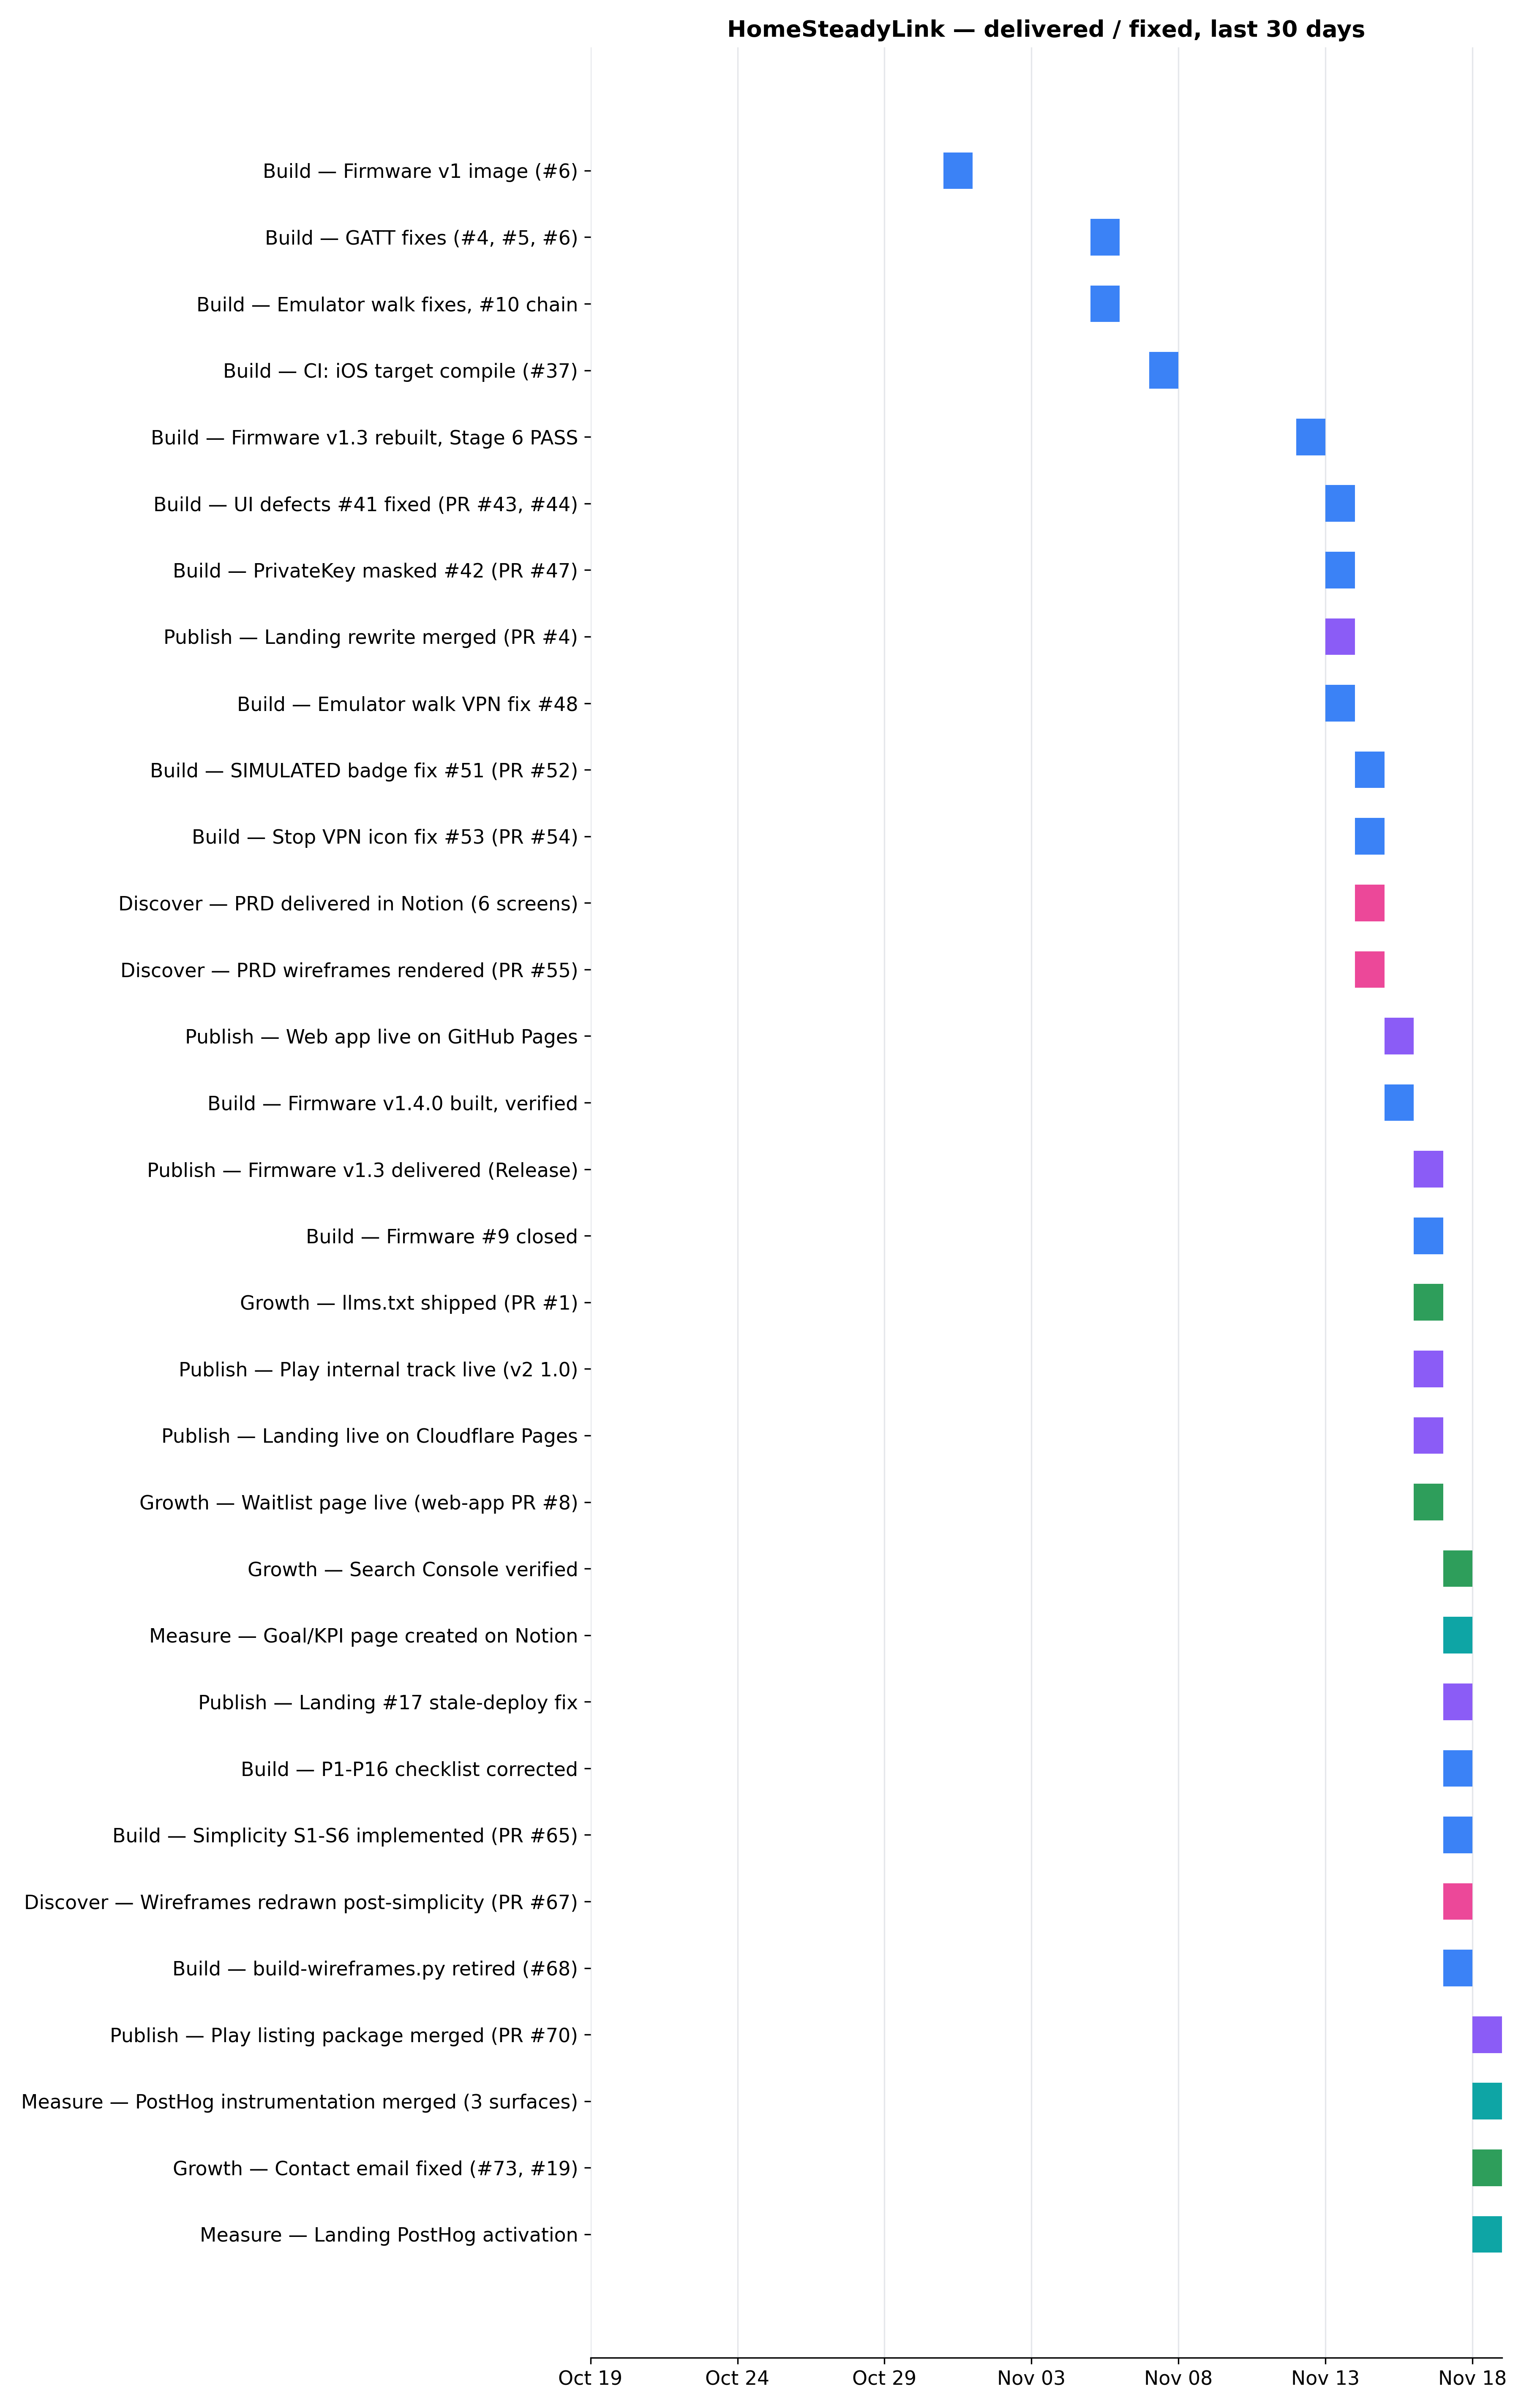 HomeSteadyLink — delivered / fixed, last 30 days
Build — Firmware v1 image (#6)
Build — GATT fixes (#4, #5, #6)
Build — Emulator walk fixes, #10 chain
Build — CI: iOS target compile (#37)
Build — Firmware v1.3 rebuilt, Stage 6 PASS
Build — UI defects #41 fixed (PR #43, #44)
Build — PrivateKey masked #42 (PR #47)
Publish — Landing rewrite merged (PR #4)
Build — Emulator walk VPN fix #48
Build — SIMULATED badge fix #51 (PR #52)
Build — Stop VPN icon fix #53 (PR #54)
Discover — PRD delivered in Notion (6 screens)
Discover — PRD wireframes rendered (PR #55)
Publish — Web app live on GitHub Pages
Build — Firmware v1.4.0 built, verified
Publish — Firmware v1.3 delivered (Release)
Build — Firmware #9 closed
Growth — llms.txt shipped (PR #1)
Publish — Play internal track live (v2 1.0)
Publish — Landing live on Cloudflare Pages
Growth — Waitlist page live (web-app PR #8)
Growth — Search Console verified
Measure — Goal/KPI page created on Notion
Publish — Landing #17 stale-deploy fix
Build — P1-P16 checklist corrected
Build — Simplicity S1-S6 implemented (PR #65)
Discover — Wireframes redrawn post-simplicity (PR #67)
Build — build-wireframes.py retired (#68)
Publish — Play listing package merged (PR #70)
Measure — PostHog instrumentation merged (3 surfaces)
Growth — Contact email fixed (#73, #19)
Measure — Landing PostHog activation
Oct 19 Oct 24 Oct 29 Nov 03 Nov 08 Nov 13 Nov 18